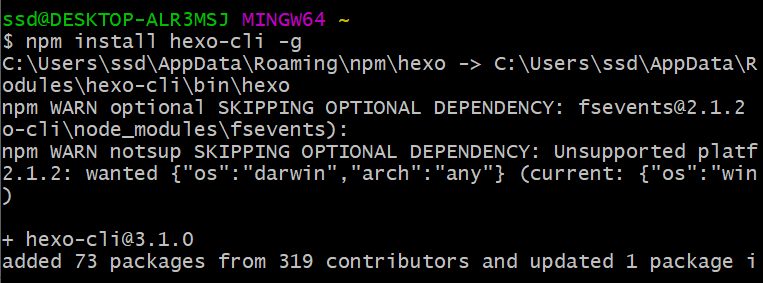 ssd@DESKTOP-ALR3MSJ MINGW64 ~
$ npm install hexo-cli -g
C:\Users\ssd\AppData\Roaming\npm\hexo -> C:\Users\ssd\AppData\R
odules\hexo-cli\bin\hexo
npm WARN optional SKIPPING OPTIONAL DEPENDENCY: fsevents@2.1.2
o-cli\node_modules\fsevents):
npm WARN notsup SKIPPING OPTIONAL DEPENDENCY: Unsupported platf
2.1.2: wanted {"os":"darwin","arch":"any"} (current: {"os":"win
)
+ hexo-cli@3.1.0
added 73 packages from 319 contributors and updated 1 package i